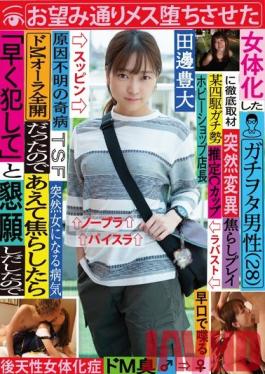 お望み通りメス堕ちさせた
女体化した
ガチヲタ男性(28)
に徹底取材
突然変異
焦らしプレイ
某四駆ガチ勢
推定Cカップ
ホビーショップ店長
←ラバスト→
早口で喋る
田邊豊大
→スッピン→
原因不明の奇病
TSF
突然女になる病気
ドMオーラ全開
だったのであえて焦らしたら
「早く犯して」と
懇願
しだしたので、
↑ノーブラ↑
↑パイスラ↑
後天性女体化症
ドM臭
♂⇒♀